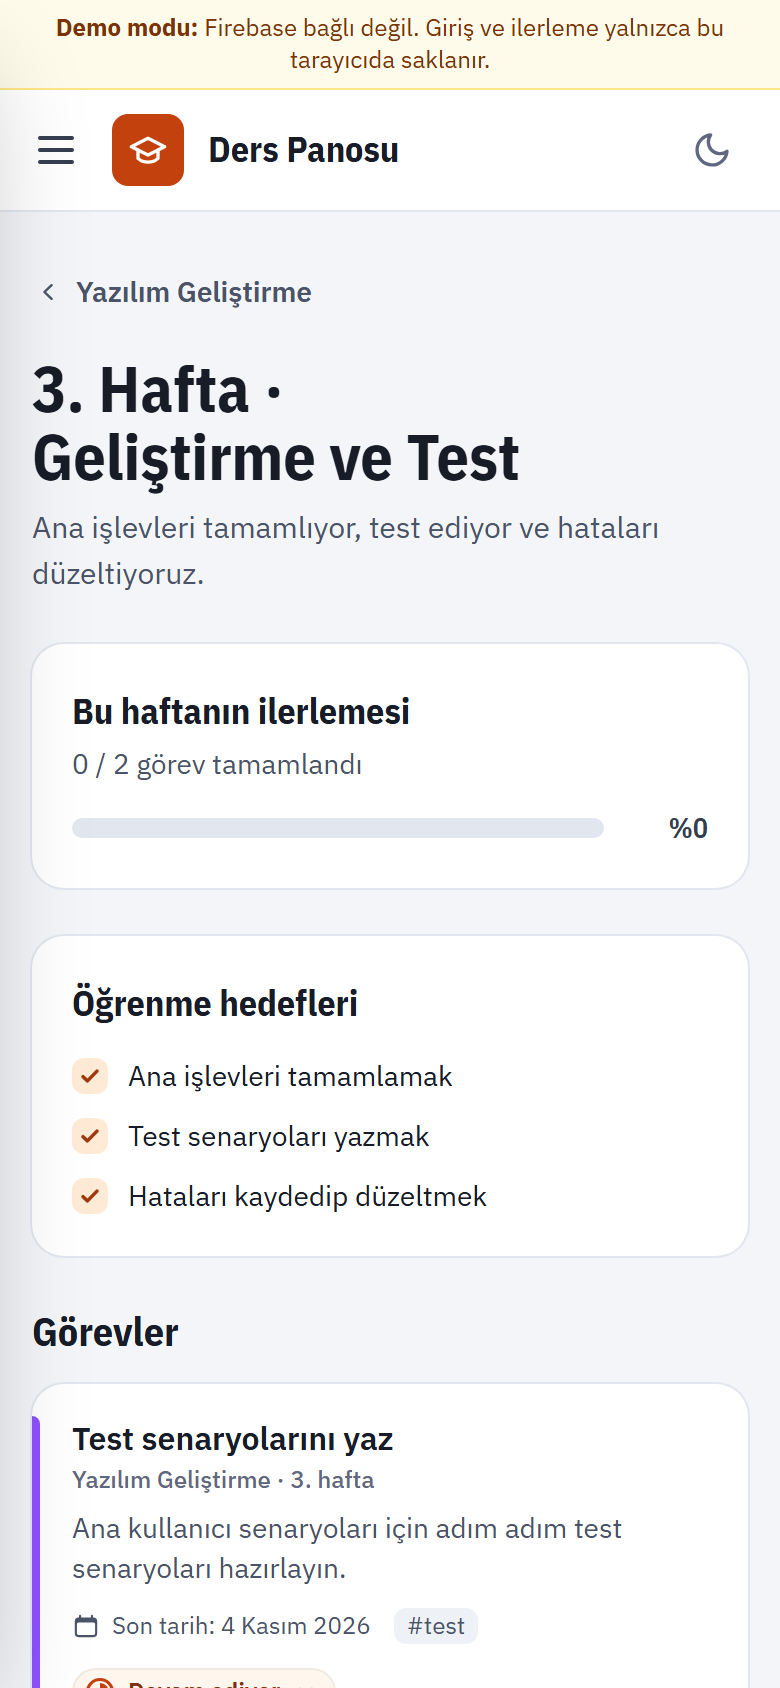 Demo modu: Firebase bağlı değil. Giriş ve ilerleme yalnızca bu
tarayıcıda saklanır.
Ders Panosu
Yazılım Geliştirme
3. Hafta ·
Geliştirme ve Test
Ana işlevleri tamamlıyor, test ediyor ve hataları
düzeltiyoruz.
Bu haftanın ilerlemesi
0 / 2 görev tamamlandı
%0
Öğrenme hedefleri
Ana işlevleri tamamlamak
Test senaryoları yazmak
Hataları kaydedip düzeltmek
Görevler
Test senaryolarını yaz
Yazılım Geliştirme · 3. hafta
Ana kullanıcı senaryoları için adım adım test
senaryoları hazırlayın.
Son tarih: 4 Kasım 2026 #test